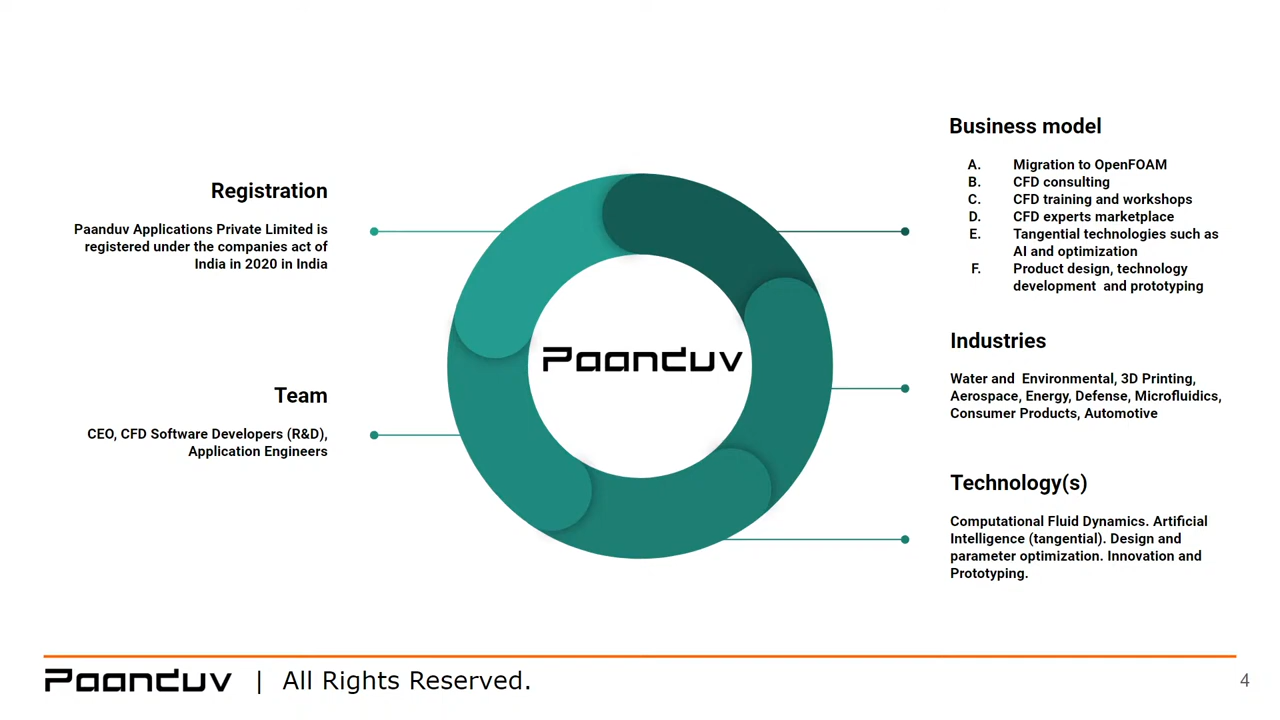 Registration
Paanduv Applications Private Limited is
registered under the companies act of
India in 2020 in India
Team
CEO, CFD Software Developers (R&D),
Application Engineers
Paanduv
Business model
A. Migration to OpenFOAM
B. CFD consulting
C. CFD training and workshops
D. CFD experts marketplace
E. Tangential technologies such as
AI and optimization
F. Product design, technology
development and prototyping
Industries
Water and Environmental, 3D Printing,
Aerospace, Energy, Defense, Microfluidics,
Consumer Products, Automotive
Technology(s)
Computational Fluid Dynamics. Artificial
Intelligence (tangential). Design and
parameter optimization. Innovation and
Prototyping.
Paanduv | All Rights Reserved.
4